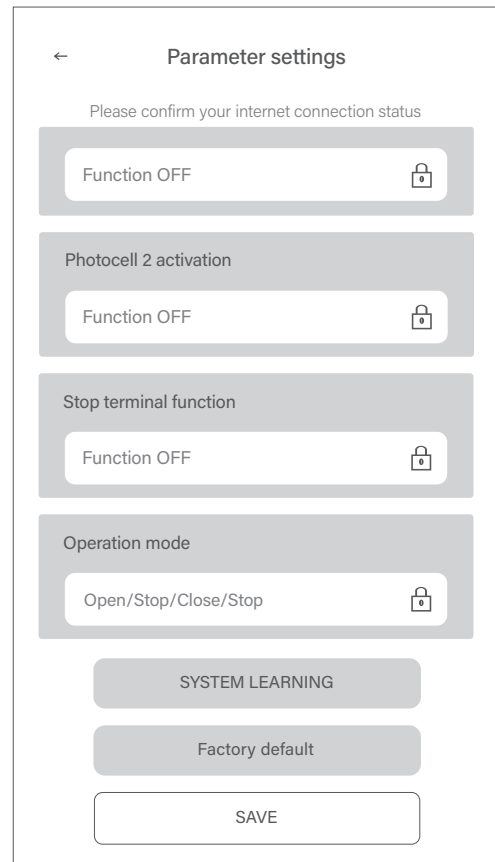 ← Parameter settings
Please confirm your internet connection status
Function OFF
Photocell 2 activation
Function OFF
Stop terminal function
Function OFF
Operation mode
Open/Stop/Close/Stop
SYSTEM LEARNING
Factory default
SAVE